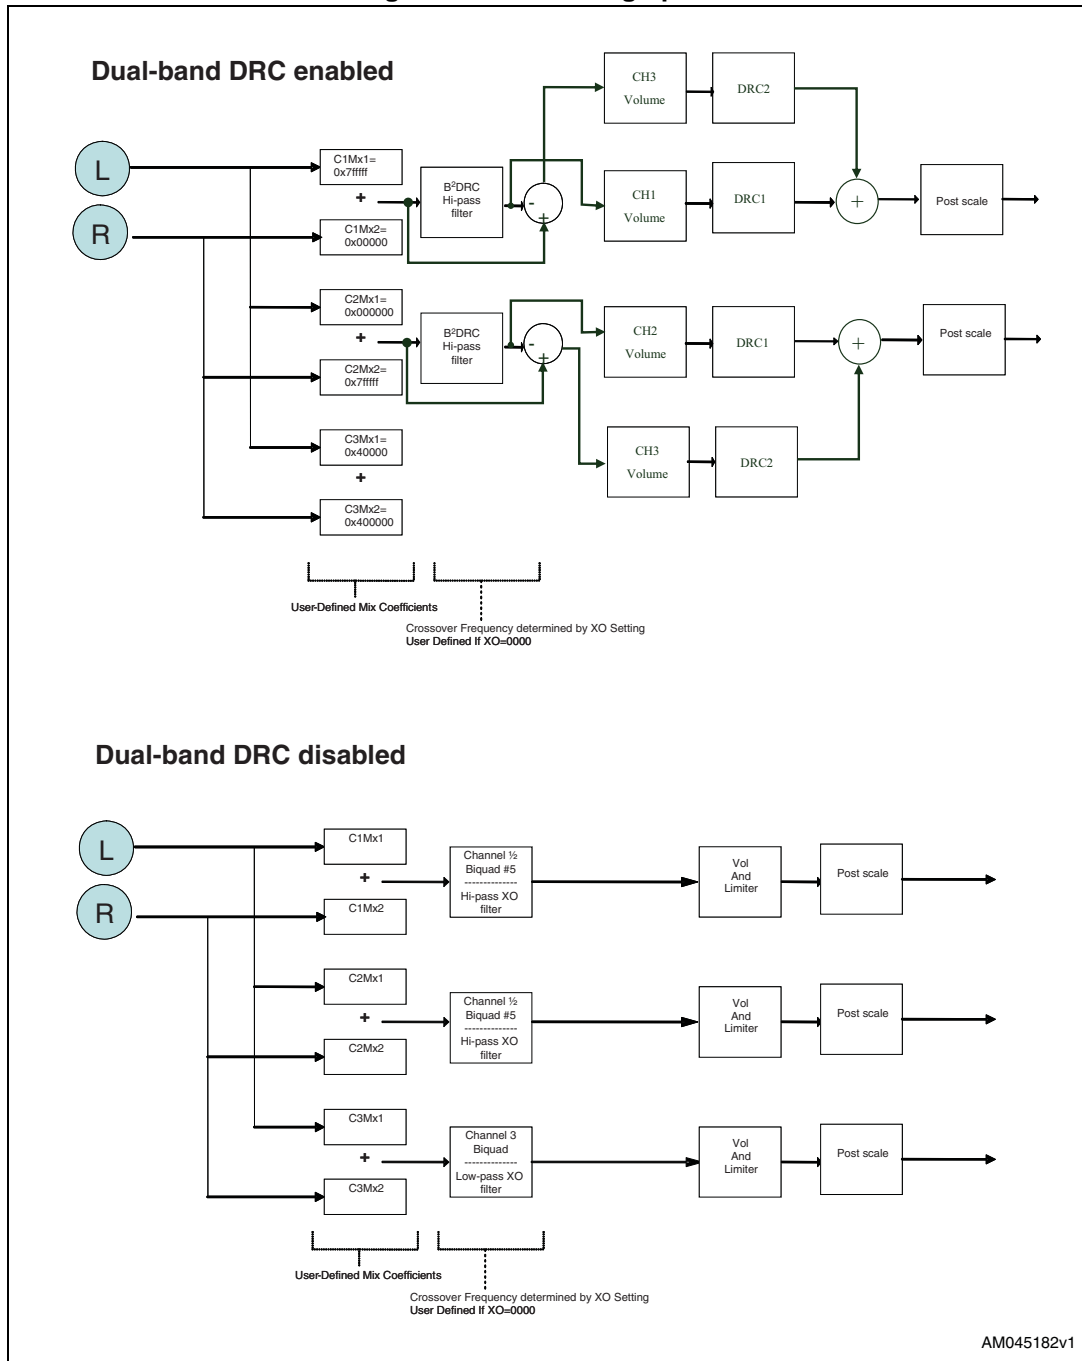 Dual-band DRC enabled
L
R
C1Mx1=
0x7fffff
+
C1Mx2=
0x00000
B²DRC
Hi-pass
filter
-
+
CH3
Volume
DRC2
CH1
Volume
DRC1
+
Post scale
C2Mx1=
0x000000
+
C2Mx2=
0x7fffff
B²DRC
Hi-pass
filter
-
+
CH2
Volume
DRC1
+
Post scale
CH3
Volume
DRC2
C3Mx1=
0x40000
+
C3Mx2=
0x400000
User-Defined Mix Coefficients
Crossover Frequency determined by XO Setting
User Defined If XO=0000
Dual-band DRC disabled
L
R
C1Mx1
+
C1Mx2
Channel ½
Biquad #5
--------------
Hi-pass XO
filter
Vol
And
Limiter
Post scale
C2Mx1
+
C2Mx2
Channel ½
Biquad #5
--------------
Hi-pass XO
filter
Vol
And
Limiter
Post scale
C3Mx1
+
C3Mx2
Channel 3
Biquad
--------------
Low-pass XO
filter
Vol
And
Limiter
Post scale
User-Defined Mix Coefficients
Crossover Frequency determined by XO Setting
User Defined If XO=0000
AM045182v1